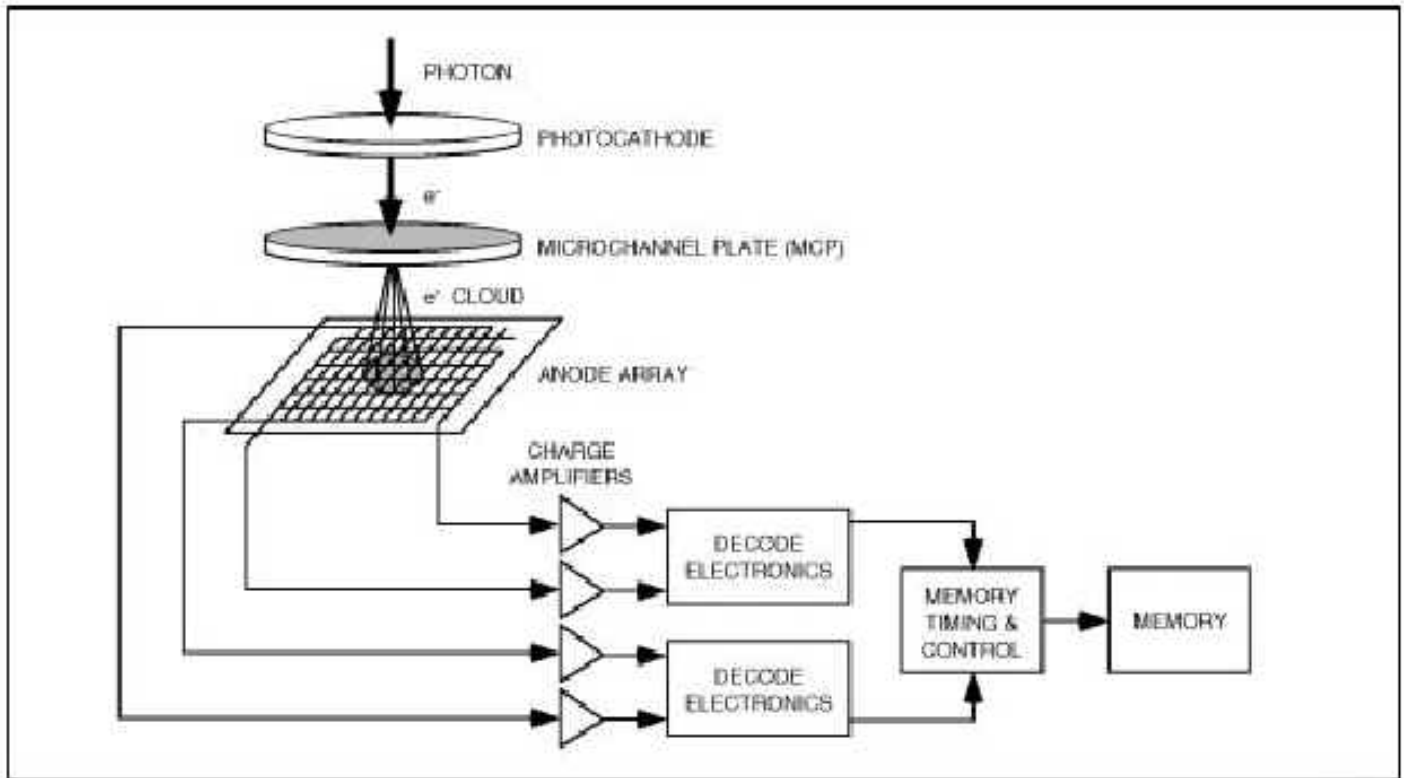 PHOTON
PHOTOCATHODE
e-
MICROCHANNEL PLATE (MCP)
e- CLOUD
ANODE ARRAY
CHARGE
AMPLIFIERS
DECODE
ELECTRONICS
MEMORY
TIMING &
CONTROL
MEMORY
DECODE
ELECTRONICS